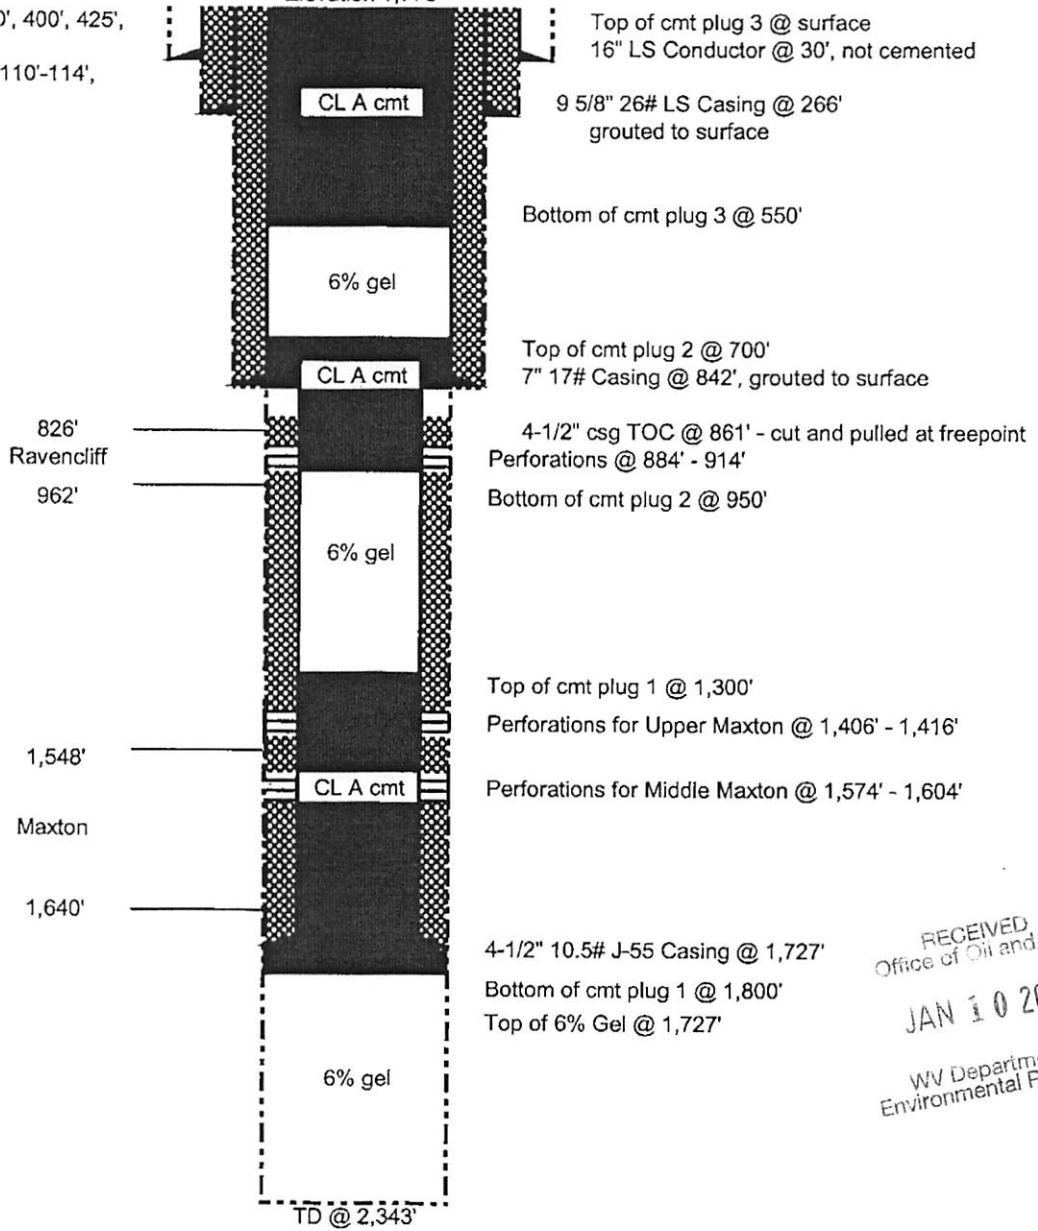 400', 425',
110'-114',
Top of cmt plug 3 @ surface
16" LS Conductor @ 30', not cemented
CL A cmt
9 5/8" 26# LS Casing @ 266'
grouted to surface
Bottom of cmt plug 3 @ 550'
6% gel
Top of cmt plug 2 @ 700'
CL A cmt
7" 17# Casing @ 842', grouted to surface
826'
Ravencliff
962'
4-1/2" csg TOC @ 861' - cut and pulled at freepoint
Perforations @ 884' - 914'
Bottom of cmt plug 2 @ 950'
6% gel
Top of cmt plug 1 @ 1,300'
Perforations for Upper Maxton @ 1,406' - 1,416'
1,548'
CL A cmt
Perforations for Middle Maxton @ 1,574' - 1,604'
Maxton
1,640'
4-1/2" 10.5# J-55 Casing @ 1,727'
Bottom of cmt plug 1 @ 1,800'
Top of 6% Gel @ 1,727'
6% gel
TD @ 2,343'
RECEIVED
Office of Oil and
JAN 10
WV
Environmental